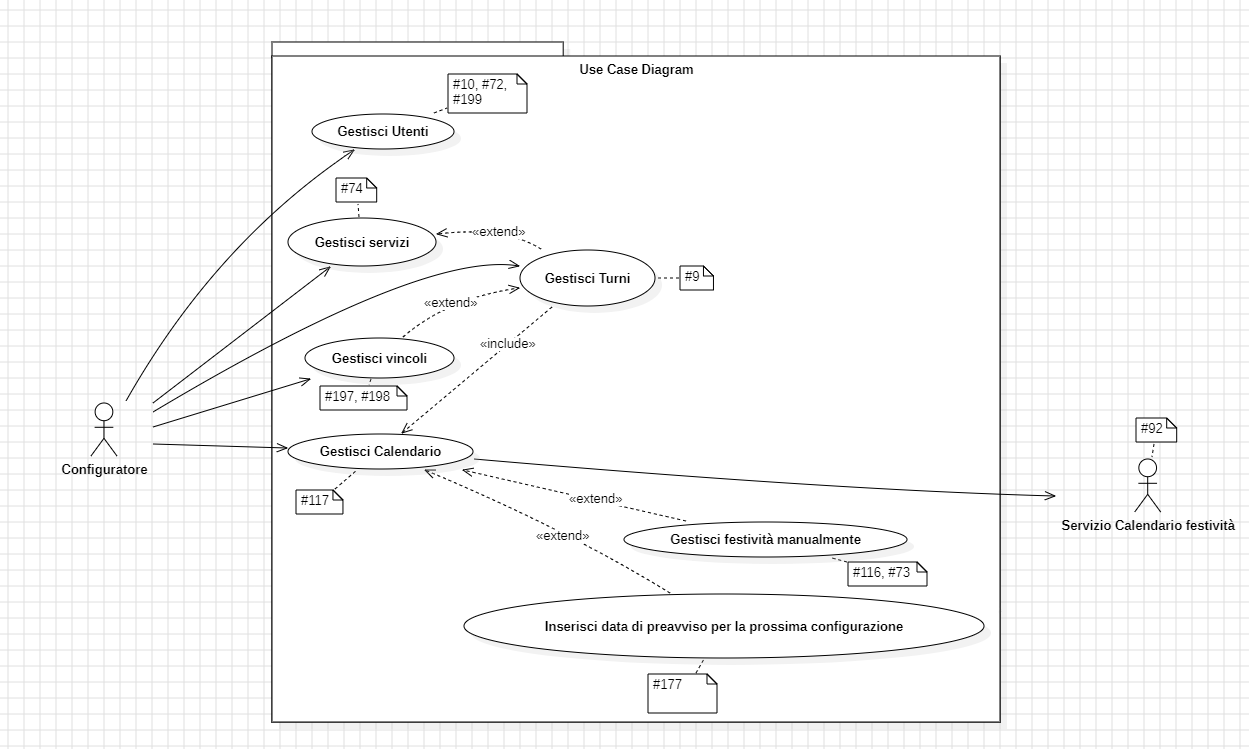 Use Case Diagram
#10, #72,
#199
Gestisci Utenti
#74
Gestisci servizi
«extend»
Gestisci Turni
#9
«extend»
«include»
Gestisci vincoli
#197, #198
Configuratore
Gestisci Calendario
#117
#92
Servizio Calendario festività
«extend»
«extend»
Gestisci festività manualmente
#116, #73
Inserisci data di preavviso per la prossima configurazione
#177